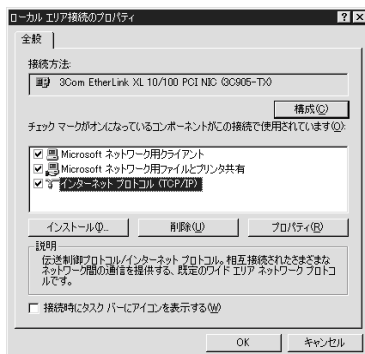 ローカル エリア接続のプロパティ
全般
接続方法:
3Com EtherLink XL 10/100 PCI NIC (3C905-TX)
構成(C)
チェック マークがオンになっているコンポーネントがこの接続で使用されています(O):
Microsoft ネットワーク用クライアント
Microsoft ネットワーク用ファイルとプリンタ共有
インターネット プロトコル (TCP/IP)
インストール(I)... 削除(U) プロパティ(R)
説明
伝送制御プロトコル/インターネット プロトコル。相互接続されたさまざまな
ネットワーク間の通信を提供する、既定のワイド エリア ネットワーク プロトコ
ルです。
接続時にタスク バーにアイコンを表示する(W)
OK キャンセル